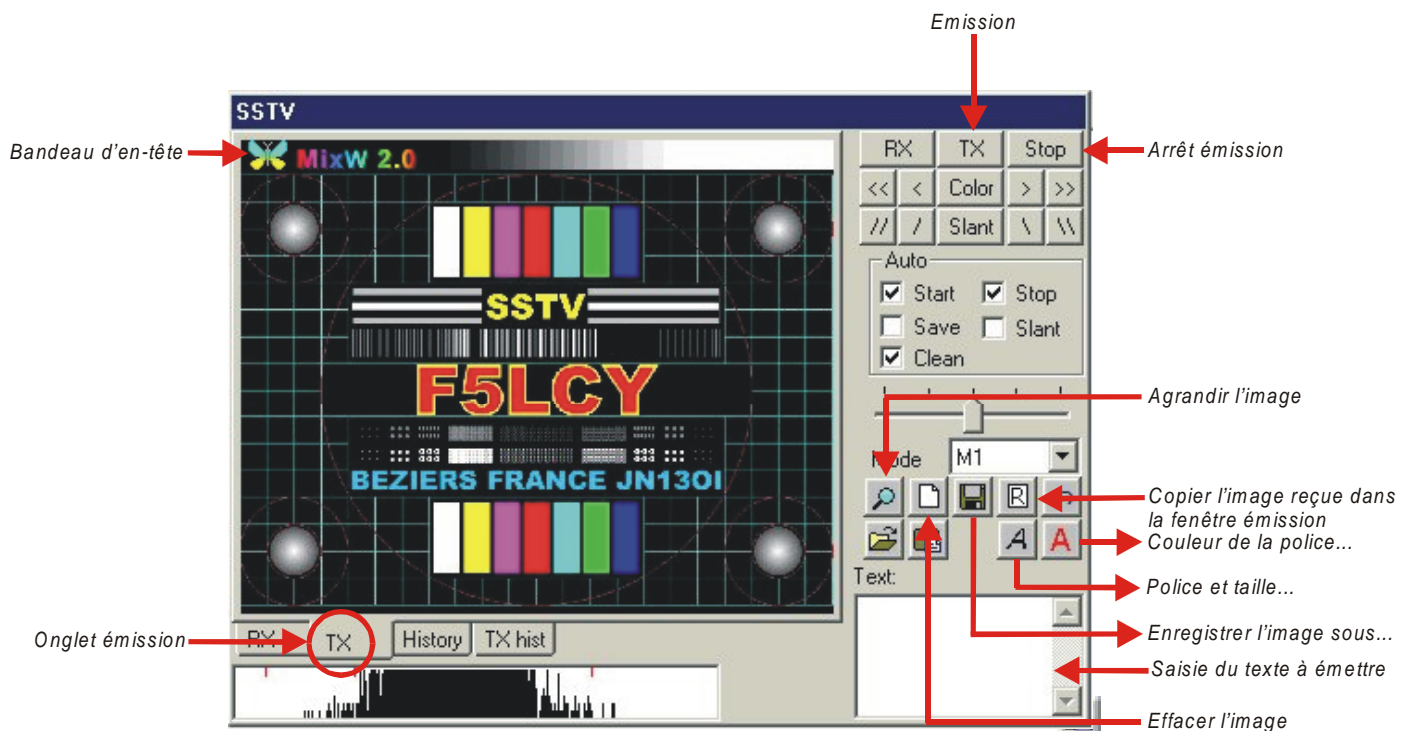 Emission
SSTV
Bandeau d'en-tête
MixW 2.0
RX TX Stop
Arrêt émission
<< < Color > >>
// / Slant \ \\
Auto
Start Stop
Save Slant
Clean
SSTV
F5LCY
BEZIERS FRANCE JN13OI
Agrandir l'image
Mode M1
R
Copier l'image reçue dans
la fenêtre émission
A A
Couleur de la police...
Text:
Police et taille...
Onglet émission
RX TX History TX hist
Enregistrer l'image sous...
Saisie du texte à émettre
Effacer l'image